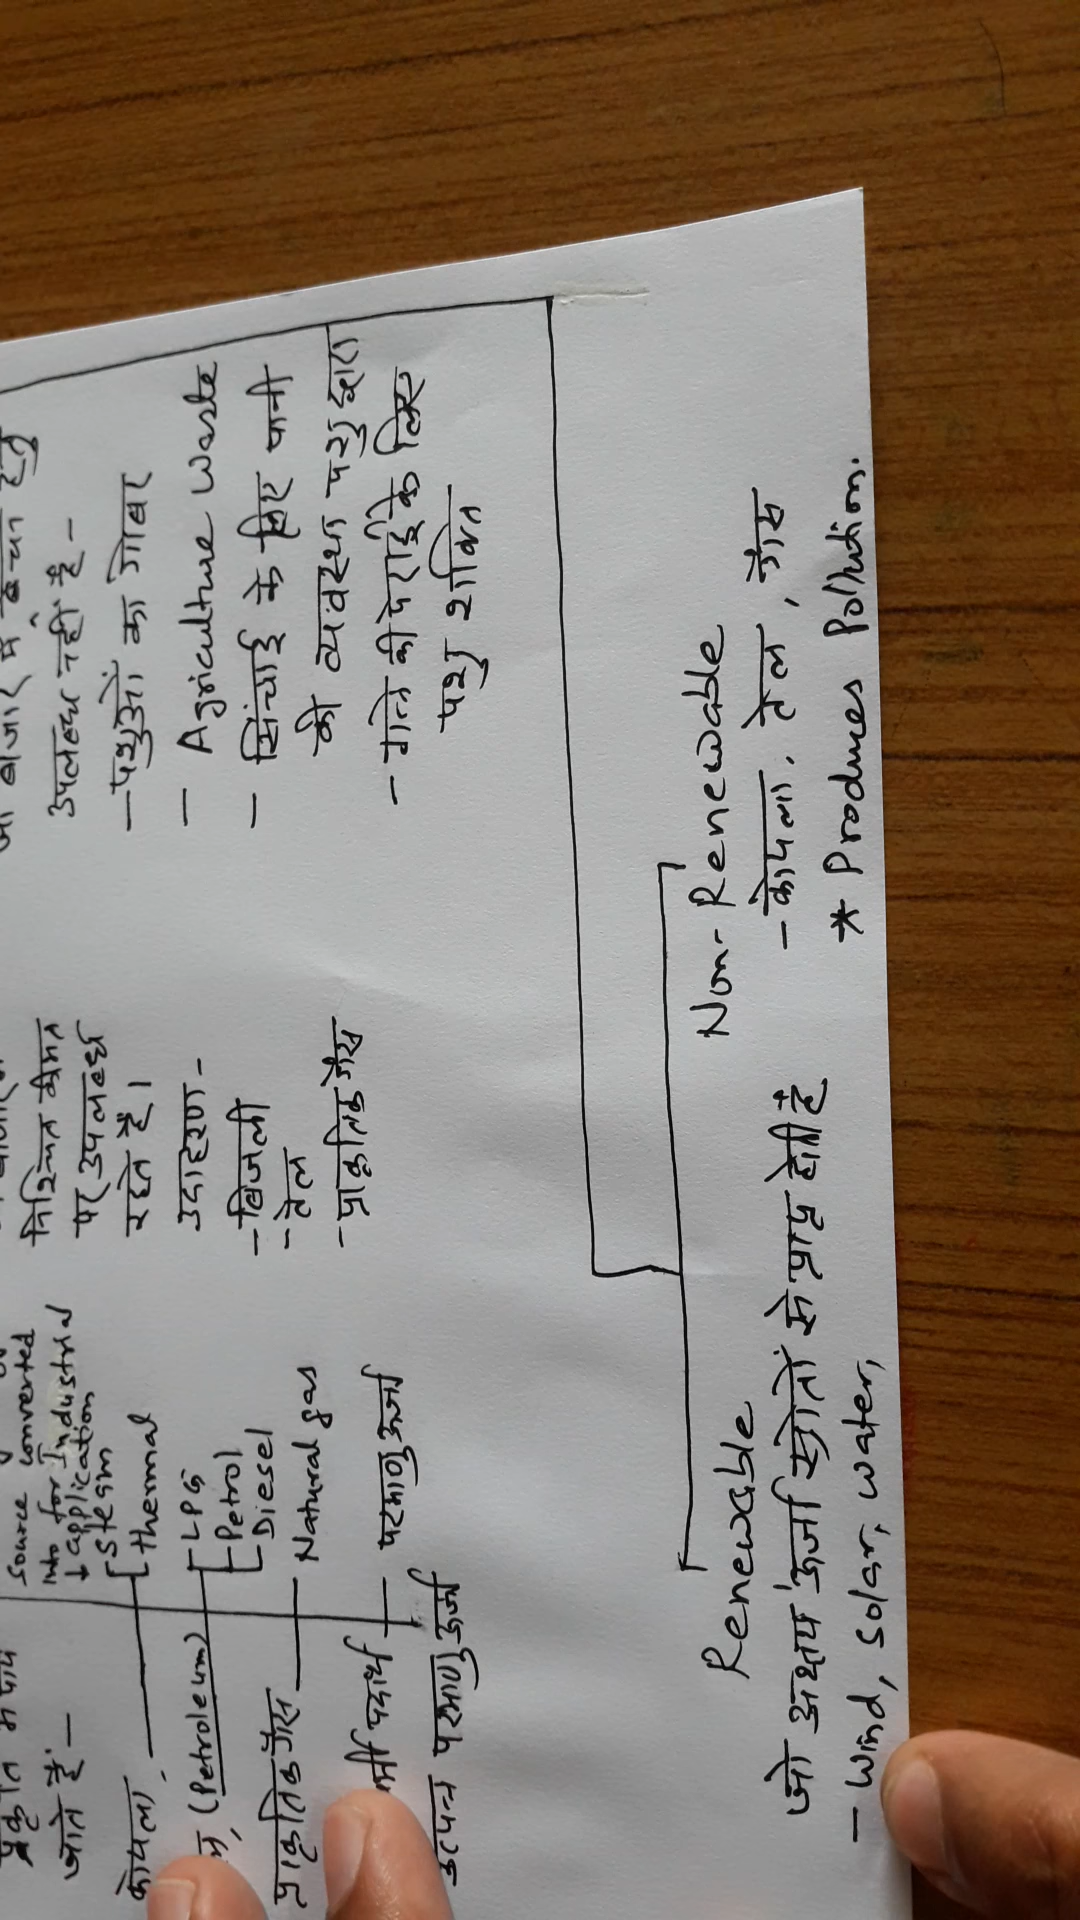 प्रकृति में पाये
जाते हैं -
कोयला
(Petroleum)
प्राकृतिक गैस
पदार्थ
उत्पन्न परमाणु ऊर्जा
Source converted
into for Industrial
↓ application
Steam
thermal
LPG
Petrol
Diesel
Natural gas
परमाणु ऊर्जा
निश्चित कीमत
पर उपलब्ध
रहते हैं।
उदाहरण -
- बिजली
- तेल
- प्राकृतिक गैस
उपलब्ध नहीं है -
- पशुओं का गोबर
- Agriculture waste
- सिंचाई के लिए पानी
की व्यवस्था पशु द्वारा
- गन्ने की पेराई के लिए
पशु शक्ति
Renewable
जो अक्षय ऊर्जा स्रोतों से प्राप्त होती है
- Wind, solar, water,
Non-Renewable
- कोयला, तेल, गैस
* Produces Pollution.